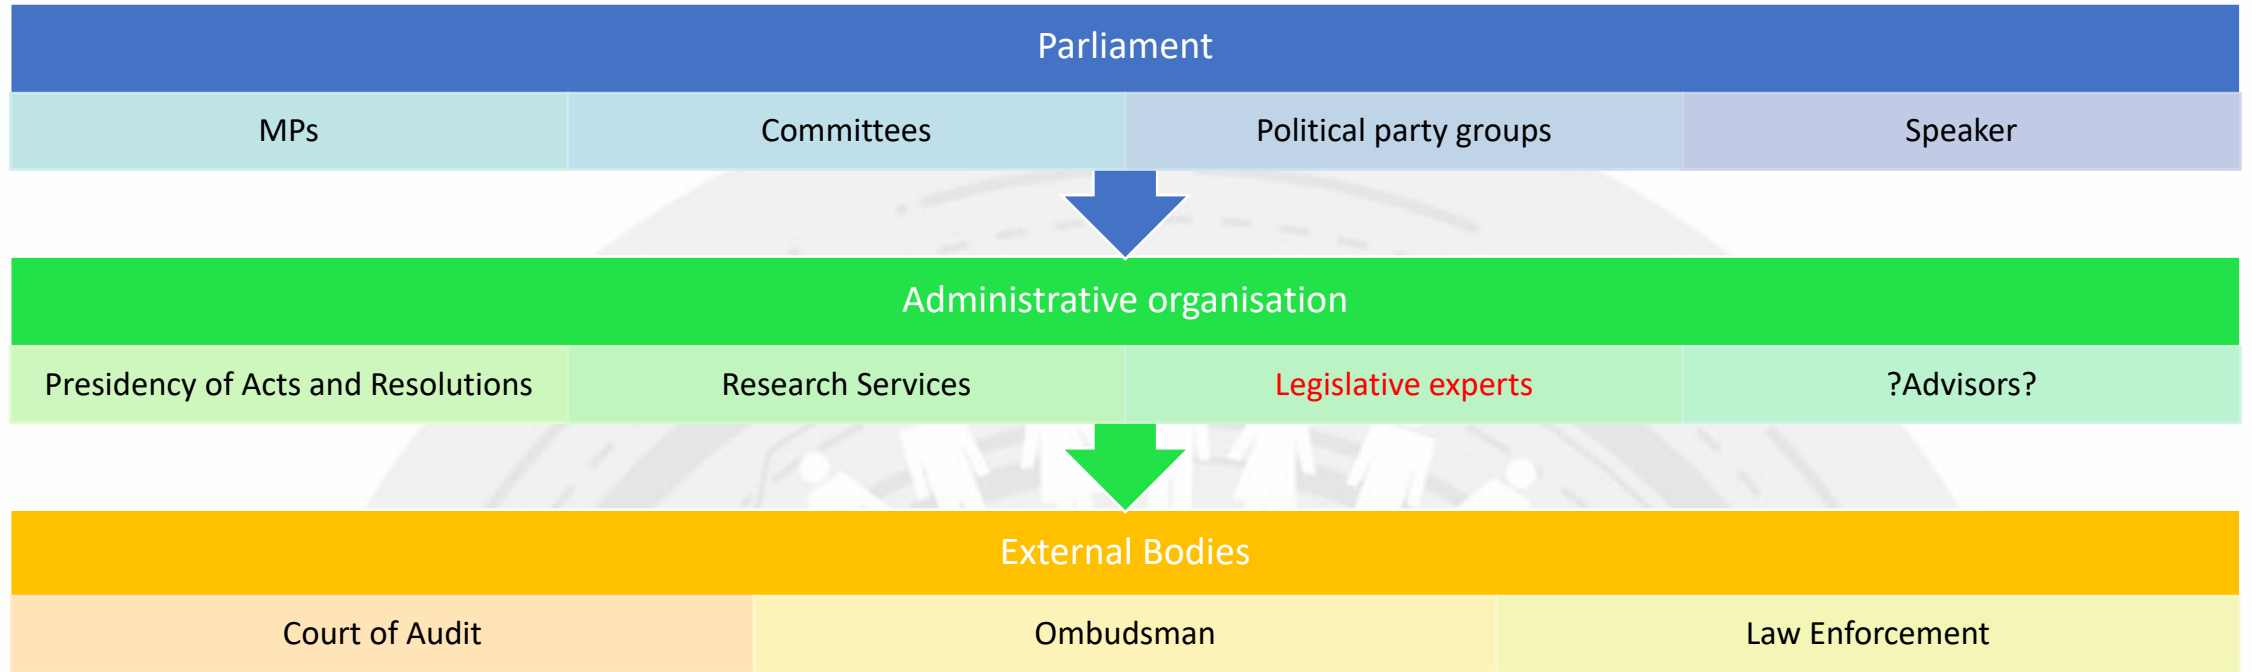 Parliament
MPs
Committees
Political party groups
Speaker
Administrative organisation
Presidency of Acts and Resolutions
Research Services
Legislative experts
?Advisors?
External Bodies
Court of Audit
Ombudsman
Law Enforcement